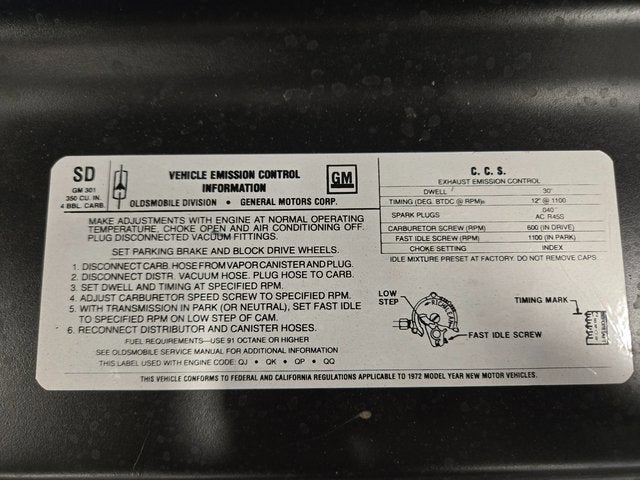 SD
GM 301
350 CU. IN.
4 BBL. CARB.
VEHICLE EMISSION CONTROL
INFORMATION
OLDSMOBILE DIVISION • GENERAL MOTORS CORP.
GM
MAKE ADJUSTMENTS WITH ENGINE AT NORMAL OPERATING
TEMPERATURE, CHOKE OPEN AND AIR CONDITIONING OFF.
PLUG DISCONNECTED VACUUM FITTINGS.
SET PARKING BRAKE AND BLOCK DRIVE WHEELS.
1. DISCONNECT CARB. HOSE FROM VAPOR CANISTER AND PLUG.
2. DISCONNECT DISTR. VACUUM HOSE. PLUG HOSE TO CARB.
3. SET DWELL AND TIMING AT SPECIFIED RPM.
4. ADJUST CARBURETOR SPEED SCREW TO SPECIFIED RPM.
5. WITH TRANSMISSION IN PARK (OR NEUTRAL), SET FAST IDLE
TO SPECIFIED RPM ON LOW STEP OF CAM.
6. RECONNECT DISTRIBUTOR AND CANISTER HOSES.
FUEL REQUIREMENTS—USE 91 OCTANE OR HIGHER
SEE OLDSMOBILE SERVICE MANUAL FOR ADDITIONAL INFORMATION
THIS LABEL USED WITH ENGINE CODE: QJ • QK • QP • QQ
C. C. S.
EXHAUST EMISSION CONTROL
DWELL 30°
TIMING (DEG. BTDC @ RPM) 12° @ 1100
SPARK PLUGS .040"
AC R45S
CARBURETOR SCREW (RPM) 600 (IN DRIVE)
FAST IDLE SCREW (RPM) 1100 (IN PARK)
CHOKE SETTING INDEX
IDLE MIXTURE PRESET AT FACTORY. DO NOT REMOVE CAPS.
LOW
STEP
TIMING MARK
FAST IDLE SCREW
THIS VEHICLE CONFORMS TO FEDERAL AND CALIFORNIA REGULATIONS APPLICABLE TO 1972 MODEL YEAR NEW MOTOR VEHICLES.